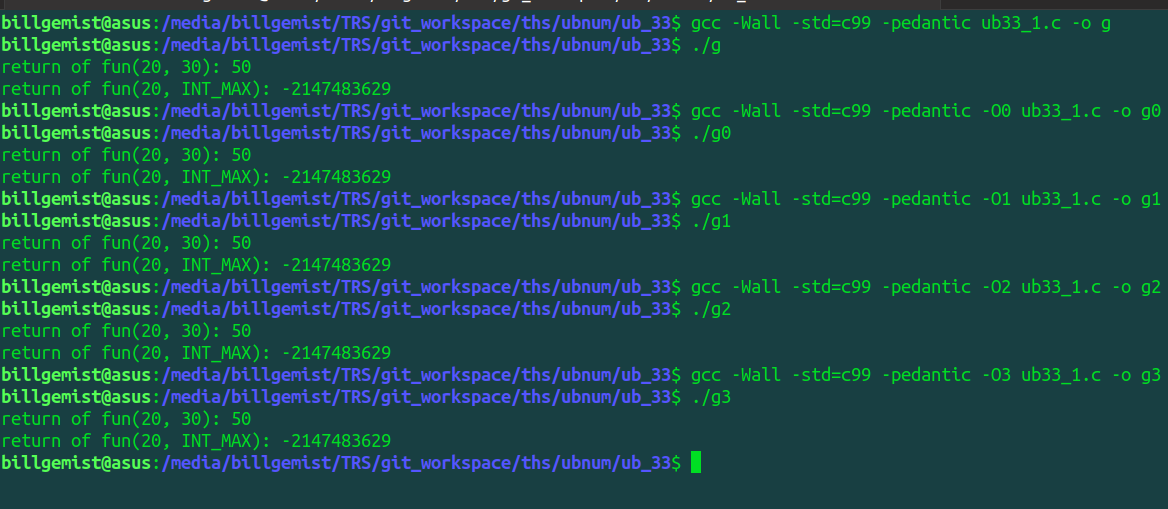 billgemist@asus:/media/billgemist/TRS/git_workspace/ths/ubnum/ub_33$ gcc -Wall -std=c99 -pedantic ub33_1.c -o g
billgemist@asus:/media/billgemist/TRS/git_workspace/ths/ubnum/ub_33$ ./g
return of fun(20, 30): 50
return of fun(20, INT_MAX): -2147483629
billgemist@asus:/media/billgemist/TRS/git_workspace/ths/ubnum/ub_33$ gcc -Wall -std=c99 -pedantic -O0 ub33_1.c -o g0
billgemist@asus:/media/billgemist/TRS/git_workspace/ths/ubnum/ub_33$ ./g0
return of fun(20, 30): 50
return of fun(20, INT_MAX): -2147483629
billgemist@asus:/media/billgemist/TRS/git_workspace/ths/ubnum/ub_33$ gcc -Wall -std=c99 -pedantic -O1 ub33_1.c -o g1
billgemist@asus:/media/billgemist/TRS/git_workspace/ths/ubnum/ub_33$ ./g1
return of fun(20, 30): 50
return of fun(20, INT_MAX): -2147483629
billgemist@asus:/media/billgemist/TRS/git_workspace/ths/ubnum/ub_33$ gcc -Wall -std=c99 -pedantic -O2 ub33_1.c -o g2
billgemist@asus:/media/billgemist/TRS/git_workspace/ths/ubnum/ub_33$ ./g2
return of fun(20, 30): 50
return of fun(20, INT_MAX): -2147483629
billgemist@asus:/media/billgemist/TRS/git_workspace/ths/ubnum/ub_33$ gcc -Wall -std=c99 -pedantic -O3 ub33_1.c -o g3
billgemist@asus:/media/billgemist/TRS/git_workspace/ths/ubnum/ub_33$ ./g3
return of fun(20, 30): 50
return of fun(20, INT_MAX): -2147483629
billgemist@asus:/media/billgemist/TRS/git_workspace/ths/ubnum/ub_33$